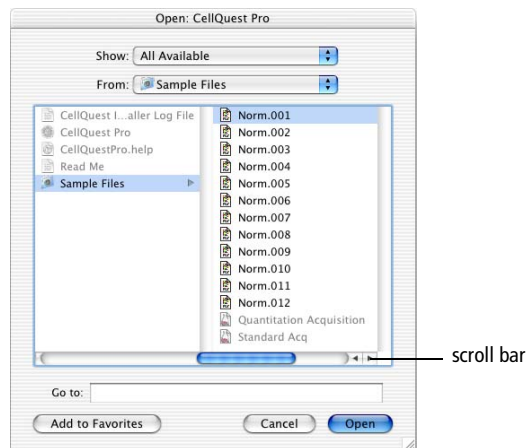 Open: CellQuest Pro
Show: All Available
From: Sample Files
CellQuest I...aller Log File
CellQuest Pro
CellQuestPro.help
Read Me
Sample Files
Norm.001
Norm.002
Norm.003
Norm.004
Norm.005
Norm.006
Norm.007
Norm.008
Norm.009
Norm.010
Norm.011
Norm.012
Quantitation Acquisition
Standard Acq
scroll bar
Go to:
Add to Favorites
Cancel
Open